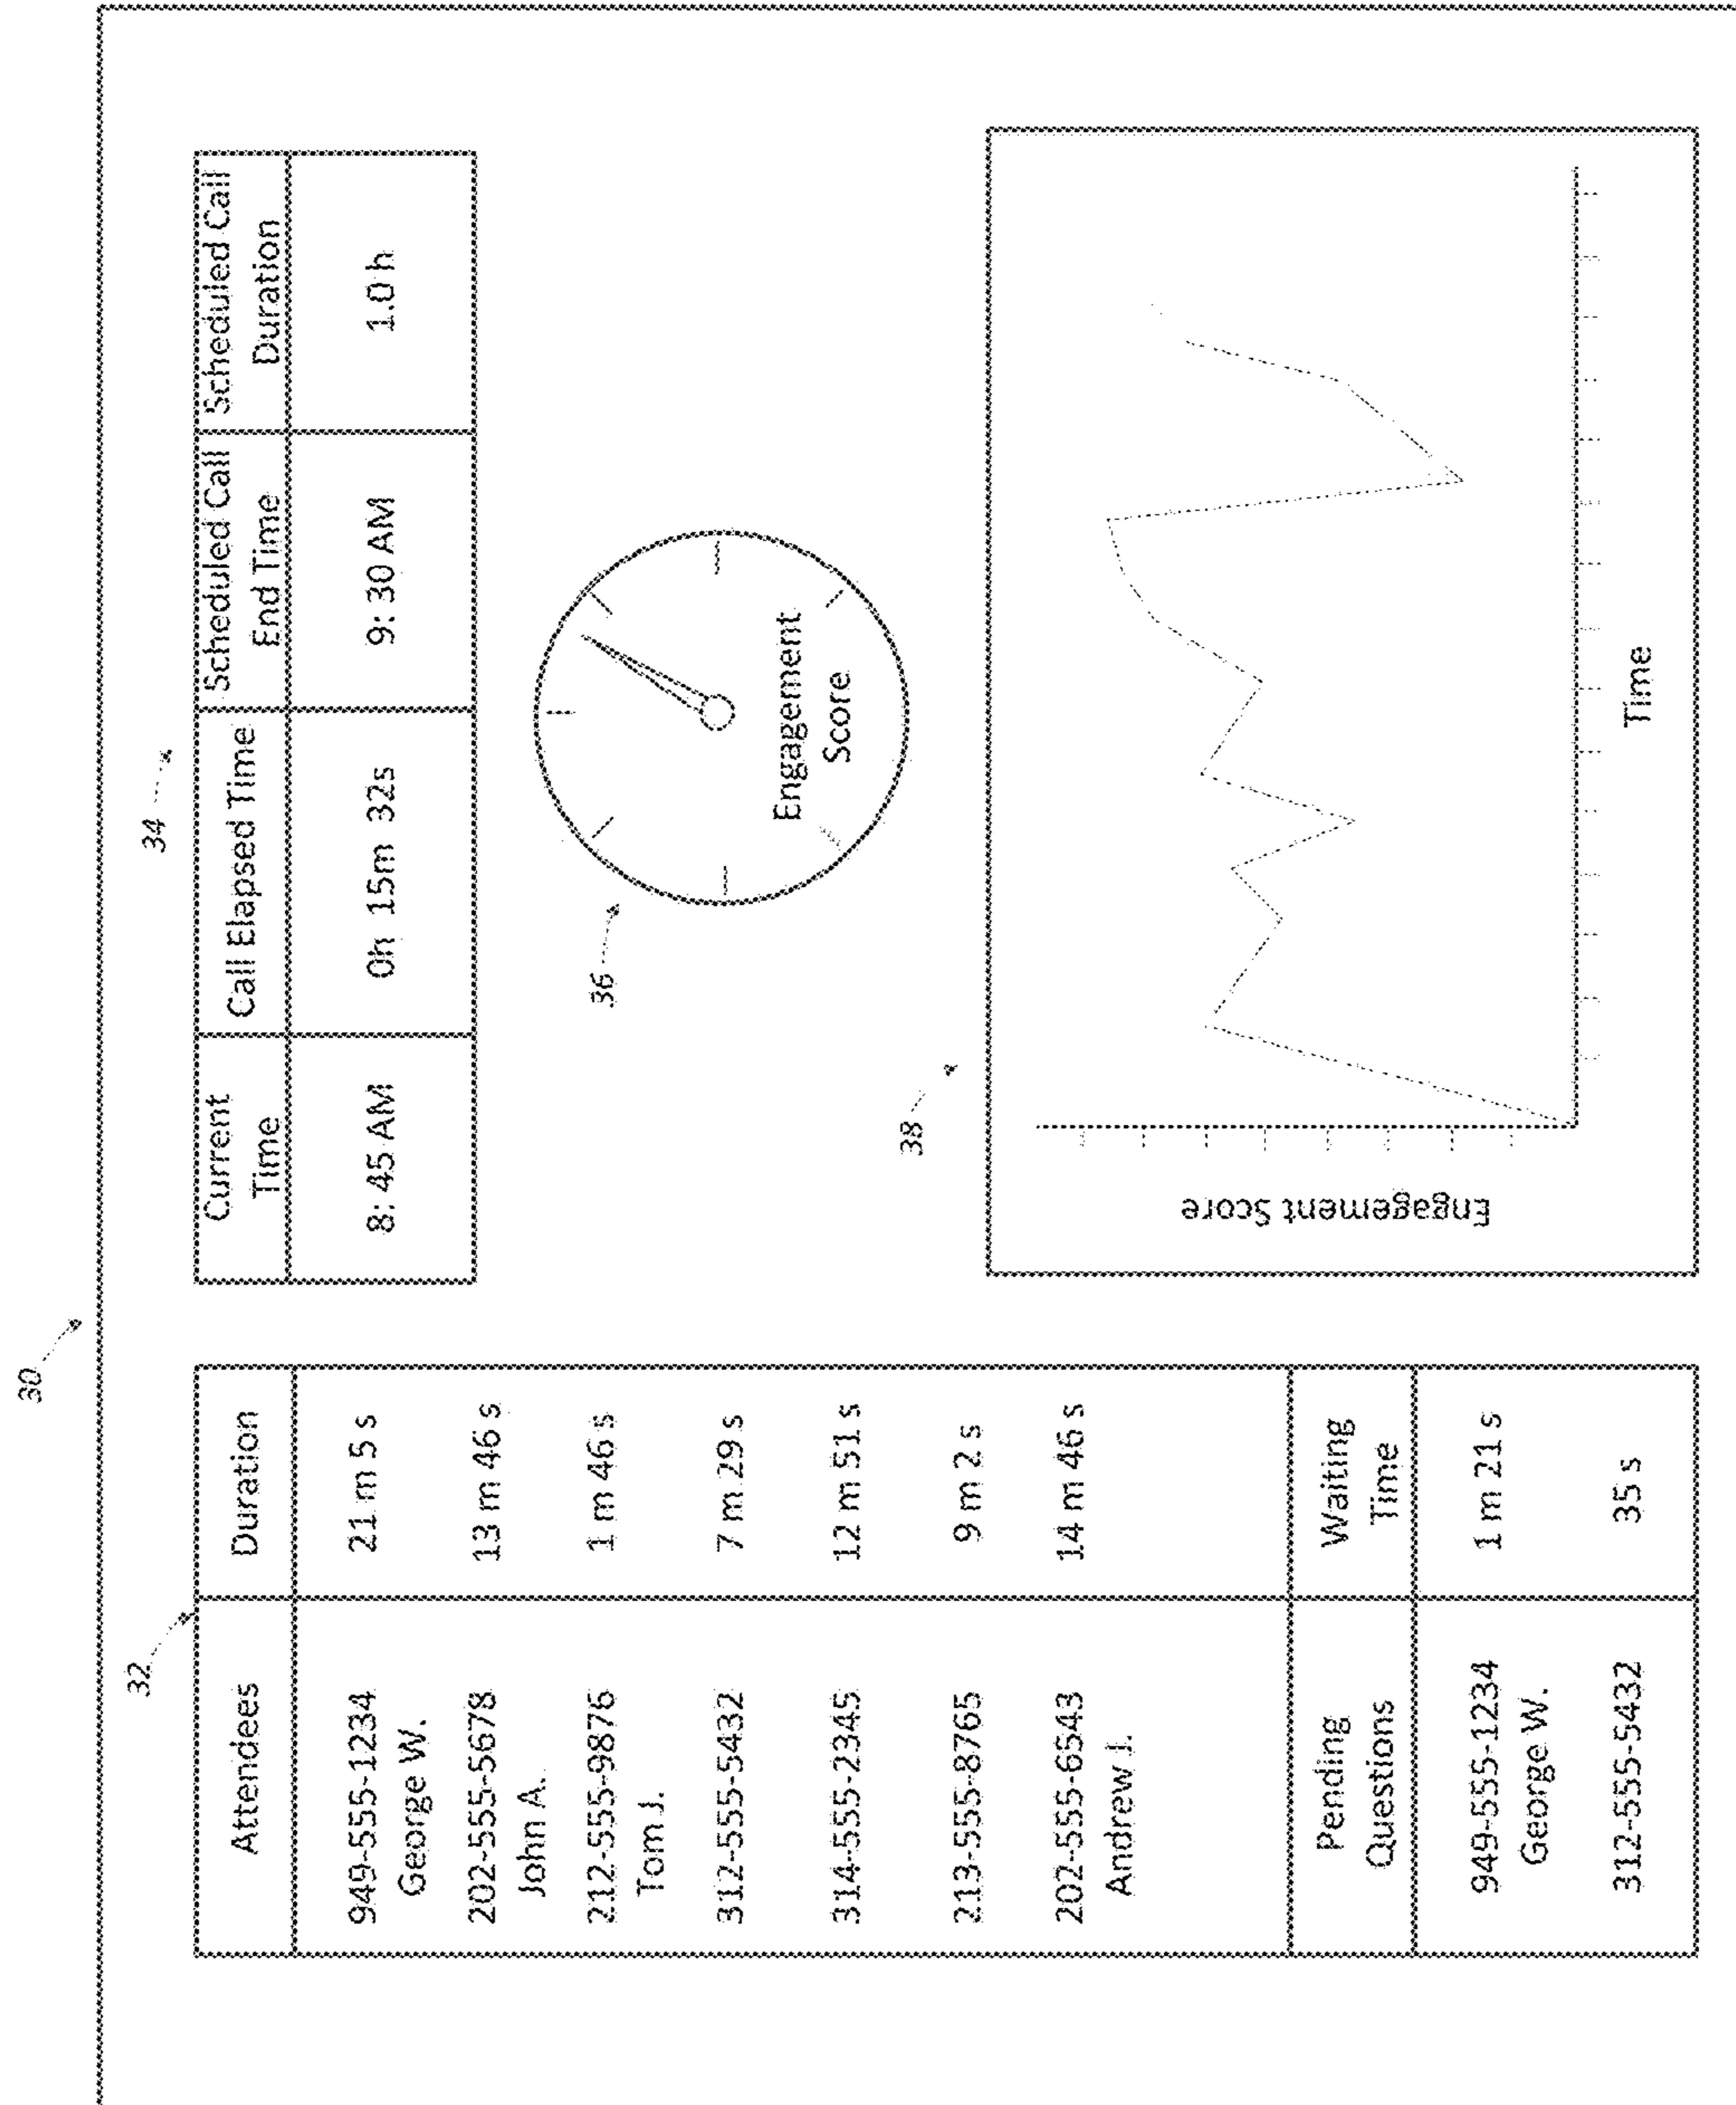 30
32
Attendees Duration
949-555-1234 21 m 5 s
George W.
202-555-5678 13 m 46 s
John A.
212-555-9876 1 m 46 s
Tom J.
312-555-5432 7 m 29 s
314-555-2345 12 m 51 s
213-555-8765 9 m 2 s
202-555-6543 14 m 46 s
Andrew J.
Pending Waiting
Questions Time
949-555-1234 1 m 21 s
George W.
312-555-5432 35 s
34
Current Call Elapsed Time Scheduled Call Scheduled Call
Time End Time Duration
8: 45 AM 0h 15m 32s 9: 30 AM 1.0 h
36
Engagement
Score
38
Engagement Score
Time